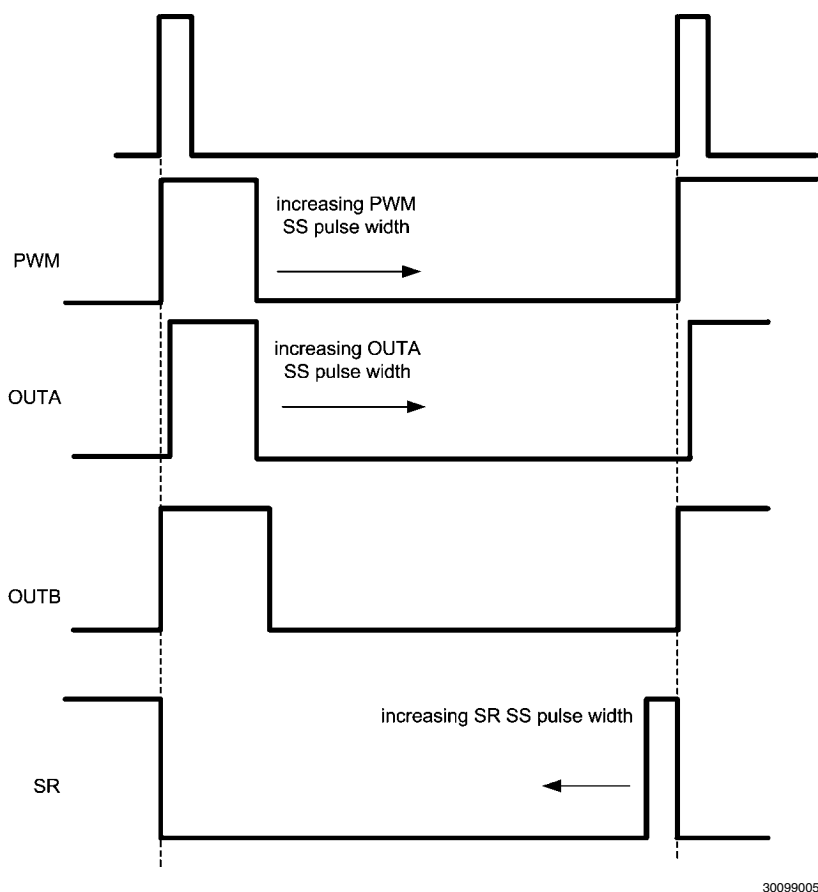 increasing PWM
SS pulse width
PWM
increasing OUTA
SS pulse width
OUTA
OUTB
increasing SR SS pulse width
SR
30099005